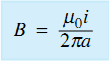 B = μ₀i / 2πa